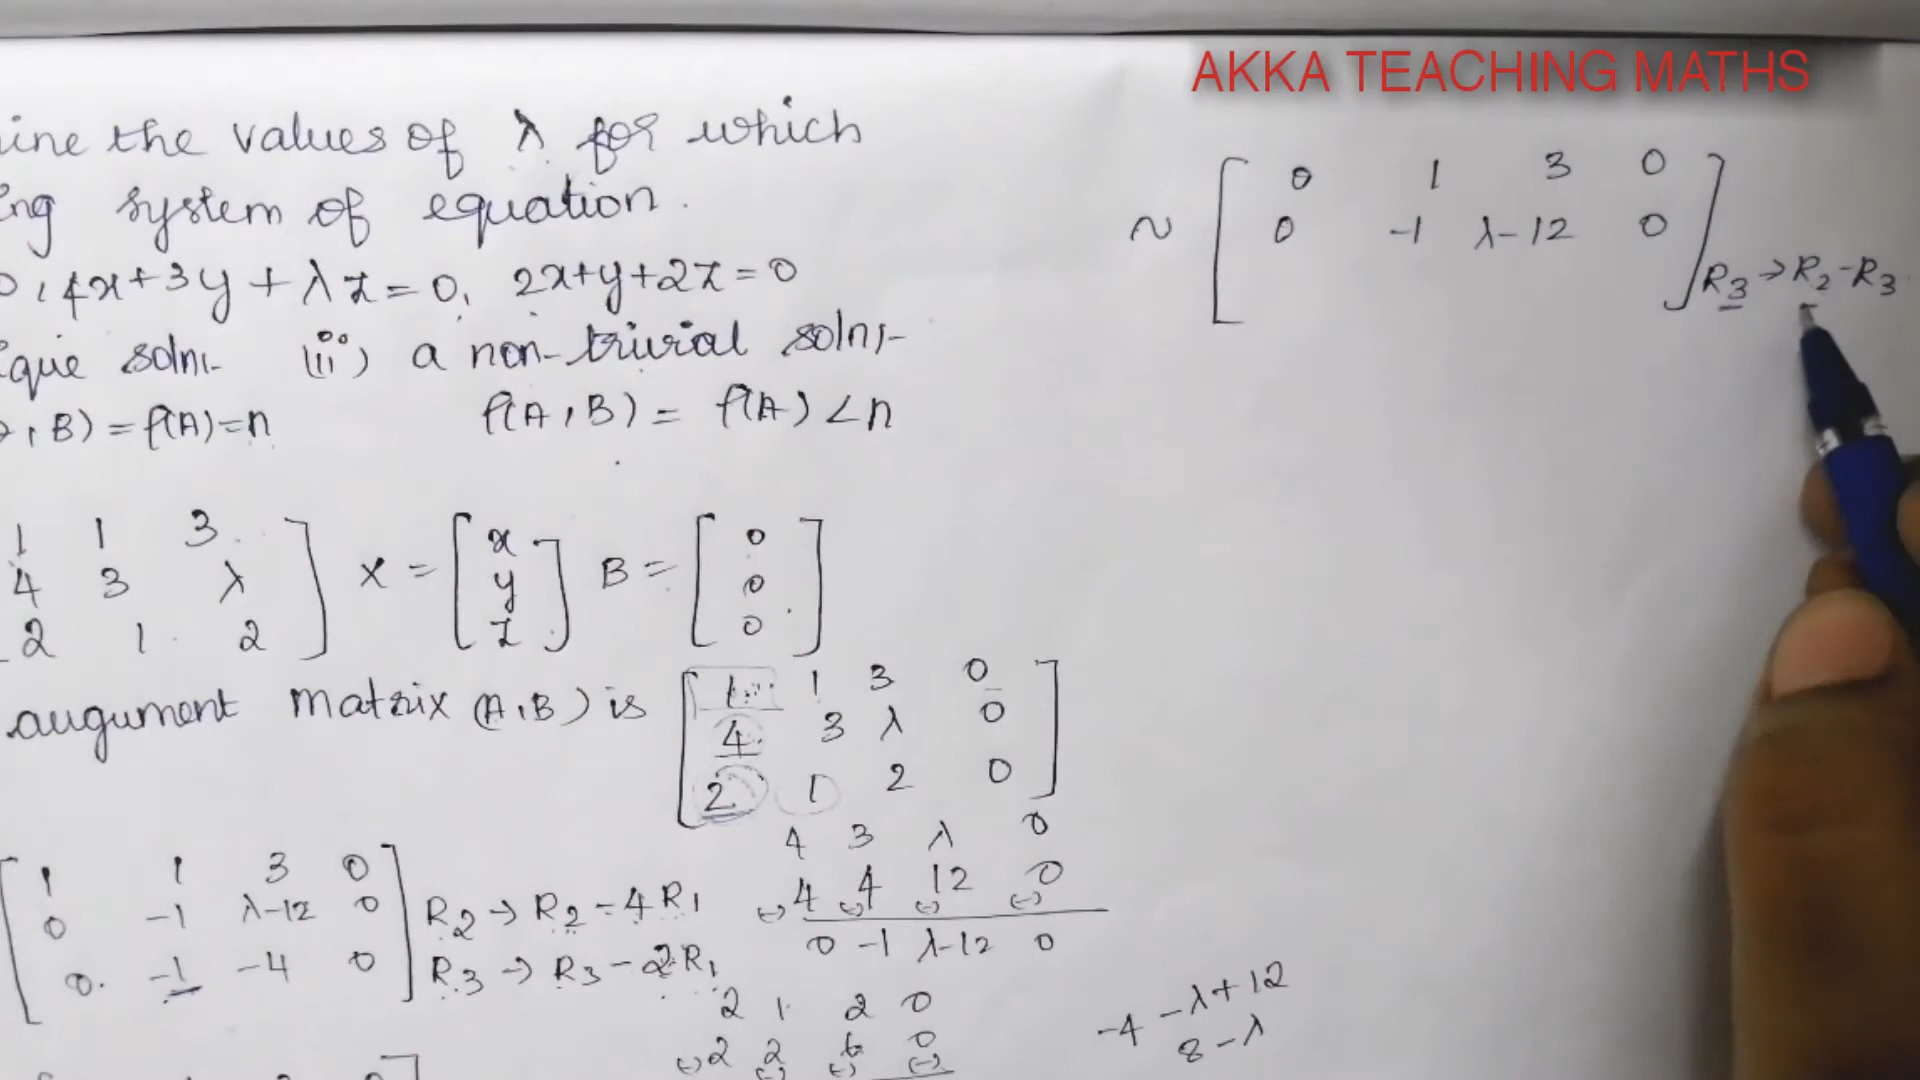 AKKA TEACHING MATHS
ine the values of λ for which
ing system of equation.
0, 4x+3y+λz=0, 2x+y+2z=0
que soln:- (ii) a non-trivial soln:-
, B) = ρ(A)=n ρ(A,B) = ρ(A) <n
1 1 3
4 3 λ
2 1 2
X = [ x
y
z ]
B = [ 0
0
0 ]
augument matrix (A,B) is
1 1 3 0
4 3 λ 0
2 1 2 0
1 1 3 0
0 -1 λ-12 0 R2→R2-4R1
0 -1 -4 0 R3→R3-2R1
4 3 λ 0
(-)4 4(-) 12(-) 0(-)
0 -1 λ-12 0
2 1 2 0
(-)2 2(-) 6(-) 0(-)
-4 -λ+12
8-λ
~ [ 0 1 3 0
0 -1 λ-12 0 ]
R3→R2-R3